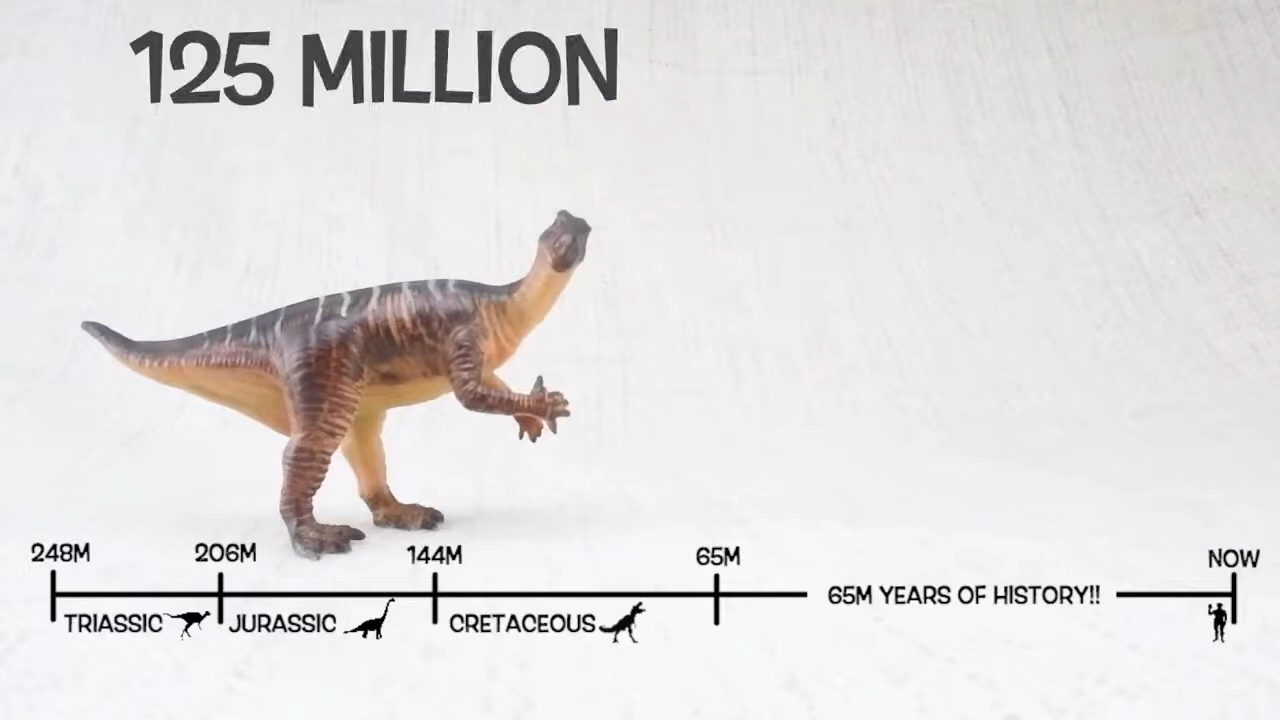 125 MILLION
248M 206M 144M 65M NOW
65M YEARS OF HISTORY!!
TRIASSIC JURASSIC CRETACEOUS